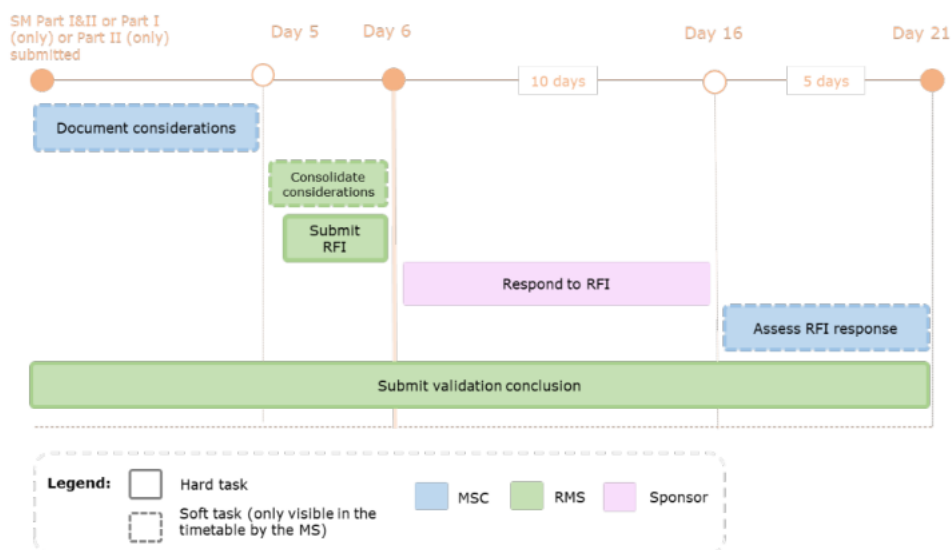 SM Part I&II or Part I
(only) or Part II (only)
submitted
Day 5
Day 6
Day 16
Day 21
10 days
5 days
Document considerations
Consolidate
considerations
Submit
RFI
Respond to RFI
Assess RFI response
Submit validation conclusion
Legend:
Hard task
MSC
RMS
Sponsor
Soft task (only visible in the
timetable by the MS)